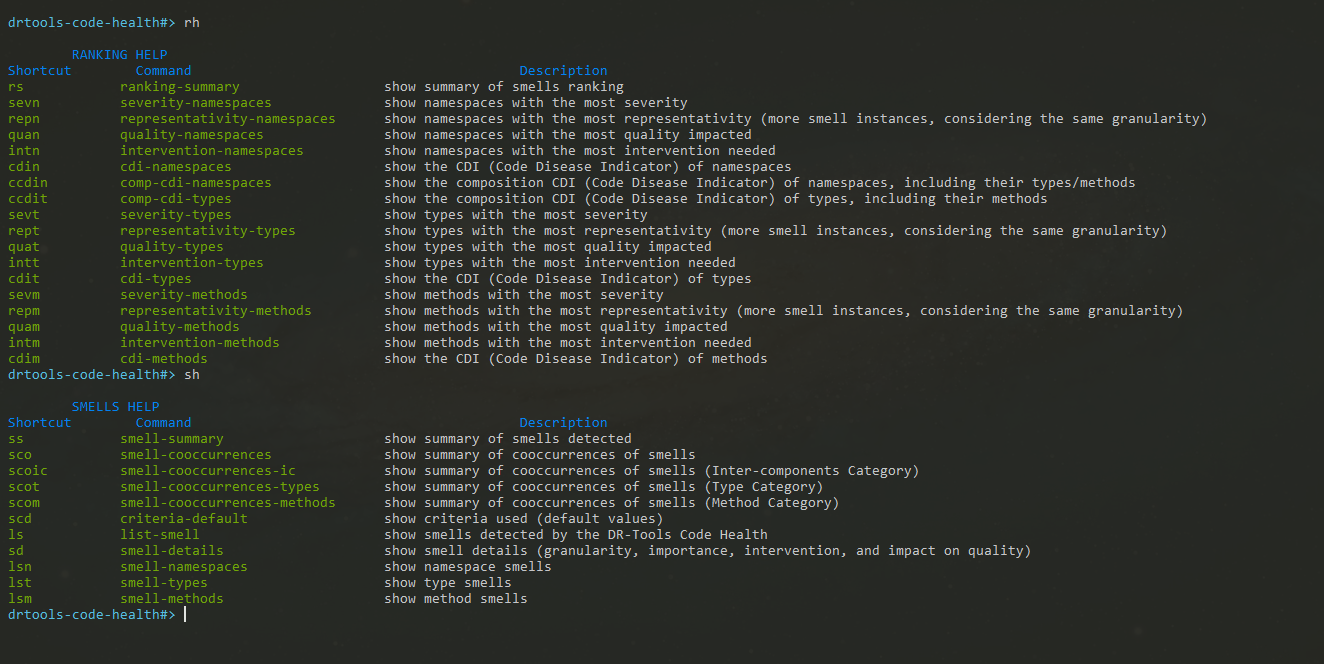 drtools-code-health#> rh
RANKING HELP
Shortcut Command Description
rs ranking-summary show summary of smells ranking
sevn severity-namespaces show namespaces with the most severity
repn representativity-namespaces show namespaces with the most representativity (more smell instances, considering the same granularity)
quan quality-namespaces show namespaces with the most quality impacted
intn intervention-namespaces show namespaces with the most intervention needed
cdin cdi-namespaces show the CDI (Code Disease Indicator) of namespaces
ccdin comp-cdi-namespaces show the composition CDI (Code Disease Indicator) of namespaces, including their types/methods
ccdit comp-cdi-types show the composition CDI (Code Disease Indicator) of types, including their methods
sevt severity-types show types with the most severity
rept representativity-types show types with the most representativity (more smell instances, considering the same granularity)
quat quality-types show types with the most quality impacted
intt intervention-types show types with the most intervention needed
cdit cdi-types show the CDI (Code Disease Indicator) of types
sevm severity-methods show methods with the most severity
repm representativity-methods show methods with the most representativity (more smell instances, considering the same granularity)
quam quality-methods show methods with the most quality impacted
intm intervention-methods show methods with the most intervention needed
cdim cdi-methods show the CDI (Code Disease Indicator) of methods
drtools-code-health#> sh
SMELLS HELP
Shortcut Command Description
ss smell-summary show summary of smells detected
sco smell-cooccurrences show summary of cooccurrences of smells
scoic smell-cooccurrences-ic show summary of cooccurrences of smells (Inter-components Category)
scot smell-cooccurrences-types show summary of cooccurrences of smells (Type Category)
scom smell-cooccurrences-methods show summary of cooccurrences of smells (Method Category)
scd criteria-default show criteria used (default values)
ls list-smell show smells detected by the DR-Tools Code Health
sd smell-details show smell details (granularity, importance, intervention, and impact on quality)
lsn smell-namespaces show namespace smells
lst smell-types show type smells
lsm smell-methods show method smells
drtools-code-health#>